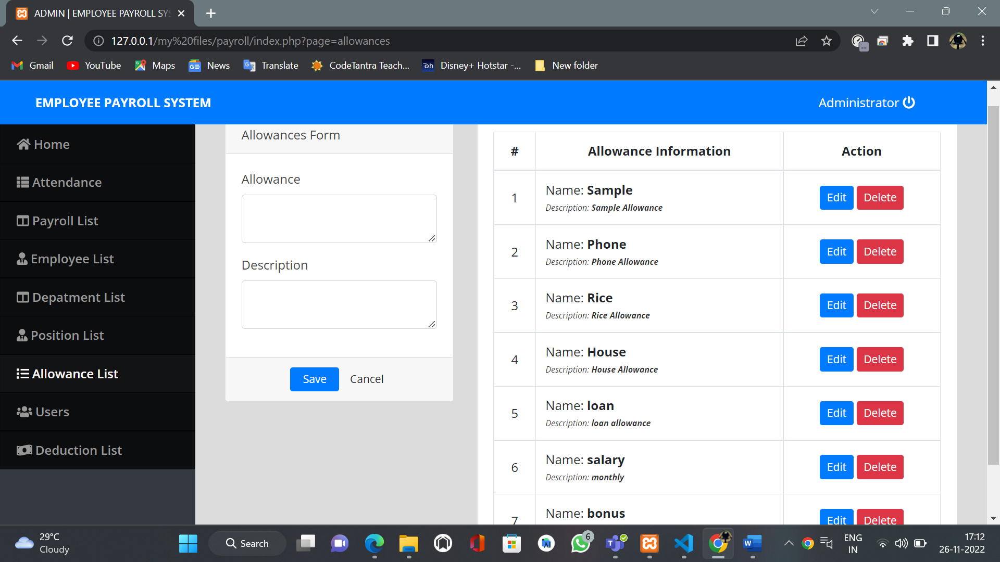 ADMIN | EMPLOYEE PAYROLL SYS
127.0.0.1/my%20files/payroll/index.php?page=allowances
Gmail YouTube Maps News Translate CodeTantra Teach... Disney+ Hotstar -... New folder
EMPLOYEE PAYROLL SYSTEM
Administrator
Home
Attendance
Payroll List
Employee List
Depatment List
Position List
Allowance List
Users
Deduction List
Allowances Form
Allowance
Description
Save Cancel
# Allowance Information Action
1 Name: Sample
Description: Sample Allowance
Edit Delete
2 Name: Phone
Description: Phone Allowance
Edit Delete
3 Name: Rice
Description: Rice Allowance
Edit Delete
4 Name: House
Description: House Allowance
Edit Delete
5 Name: loan
Description: loan allowance
Edit Delete
6 Name: salary
Description: monthly
Edit Delete
7 Name: bonus
Edit Delete
29°C
Cloudy
Search
6
ENG
IN
17:12
26-11-2022